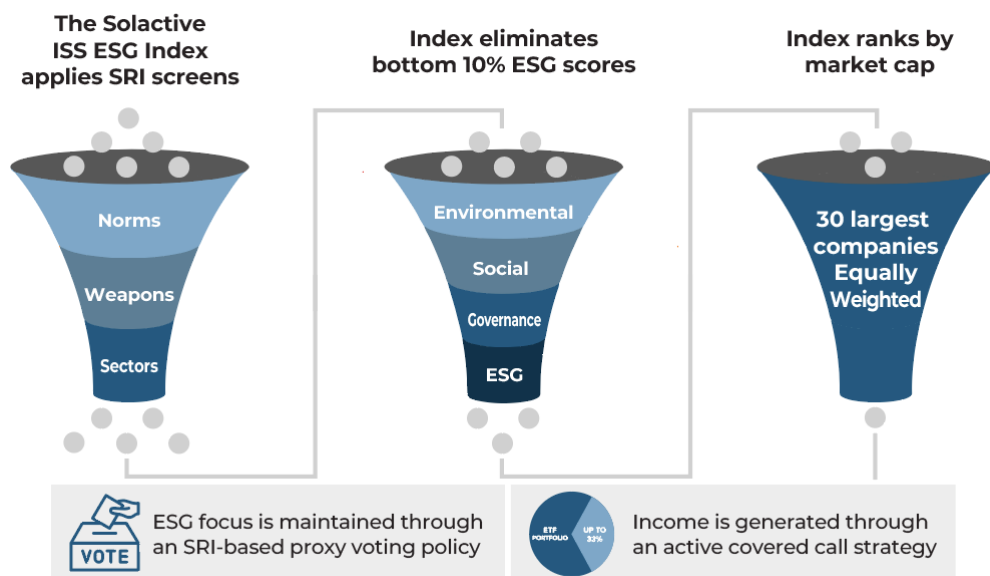 The Solactive
ISS ESG Index
applies SRI screens
Norms
Weapons
Sectors
Index eliminates
bottom 10% ESG scores
Environmental
Social
Governance
ESG
Index ranks by
market cap
30 largest
companies
Equally
Weighted
VOTE
ESG focus is maintained through
an SRI-based proxy voting policy
ETF
PORTFOLIO
UP TO
33%
Income is generated through
an active covered call strategy